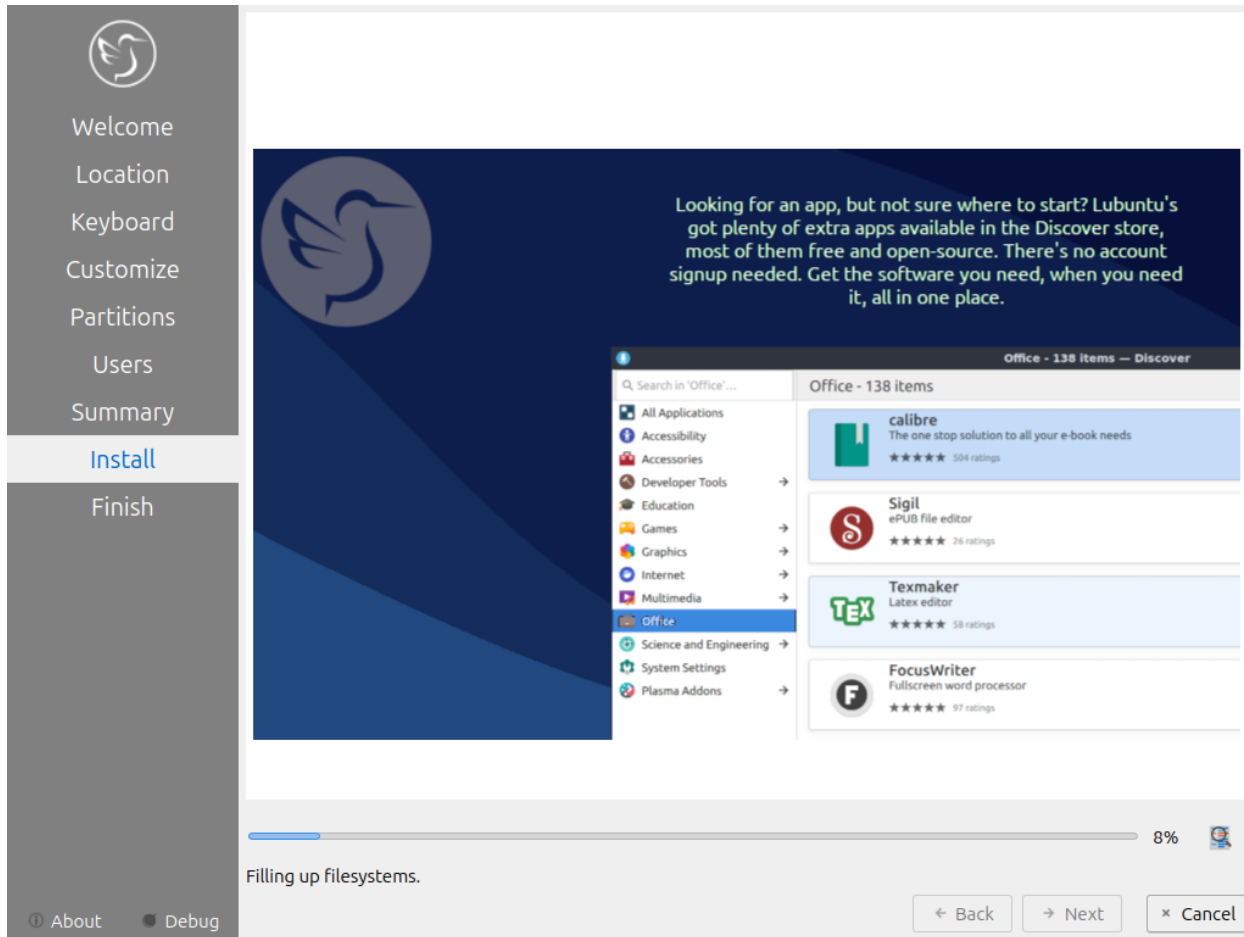 Welcome
Location
Keyboard
Customize
Partitions
Users
Summary
Install
Finish
About
Debug
Looking for an app, but not sure where to start? Lubuntu's
got plenty of extra apps available in the Discover store,
most of them free and open-source. There's no account
signup needed. Get the software you need, when you need
it, all in one place.
Office - 138 items — Discover
Search in 'Office'...
All Applications
Accessibility
Accessories
Developer Tools
Education
Games
Graphics
Internet
Multimedia
Office
Science and Engineering
System Settings
Plasma Addons
Office - 138 items
calibre
The one stop solution to all your e-book needs
★★★★★ 504 ratings
Sigil
ePUB file editor
★★★★★ 26 ratings
TEX
Texmaker
Latex editor
★★★★★ 58 ratings
FocusWriter
Fullscreen word processor
★★★★★ 97 ratings
8%
Filling up filesystems.
Back
Next
Cancel